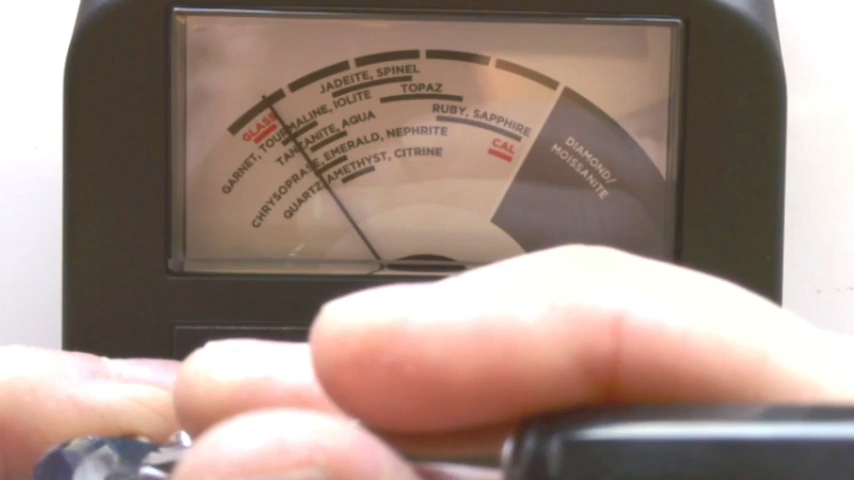 JADEITE, SPINEL
TOPAZ
GLASS
GARNET, TOURMALINE, IOLITE
RUBY, SAPPHIRE
TANZANITE, AQUA
CAL
CHRYSOPRASE, EMERALD, NEPHRITE
QUARTZ, AMETHYST, CITRINE
DIAMOND/
MOISSANITE